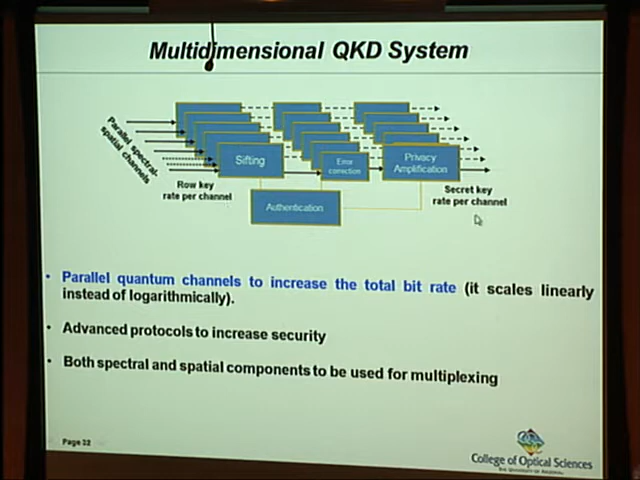 Multidimensional QKD System
Parallel spectral-
spatial channels
Sifting
Error
correction
Privacy
Amplification
Row key
rate per channel
Secret key
rate per channel
Authentication
• Parallel quantum channels to increase the total bit rate (it scales linearly
instead of logarithmically).
• Advanced protocols to increase security
• Both spectral and spatial components to be used for multiplexing
Page 32
College of Optical Sciences
THE UNIVERSITY OF ARIZONA